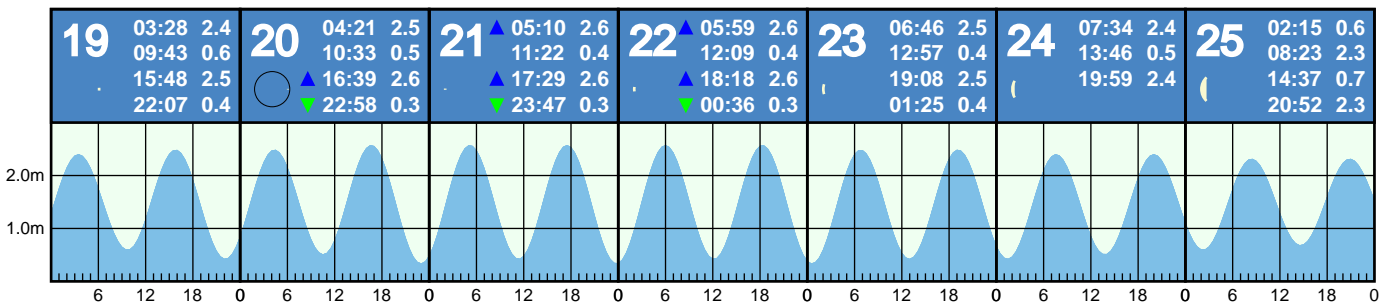 19 03:28 2.4
09:43 0.6
15:48 2.5
22:07 0.4
20 04:21 2.5
10:33 0.5
▲ 16:39 2.6
▼ 22:58 0.3
21 ▲ 05:10 2.6
11:22 0.4
▲ 17:29 2.6
▼ 23:47 0.3
22 ▲ 05:59 2.6
12:09 0.4
▲ 18:18 2.6
▼ 00:36 0.3
23 06:46 2.5
12:57 0.4
19:08 2.5
01:25 0.4
24 07:34 2.4
13:46 0.5
19:59 2.4
25 02:15 0.6
08:23 2.3
14:37 0.7
20:52 2.3
2.0m
1.0m
6 12 18 0 6 12 18 0 6 12 18 0 6 12 18 0 6 12 18 0 6 12 18 0 6 12 18 0